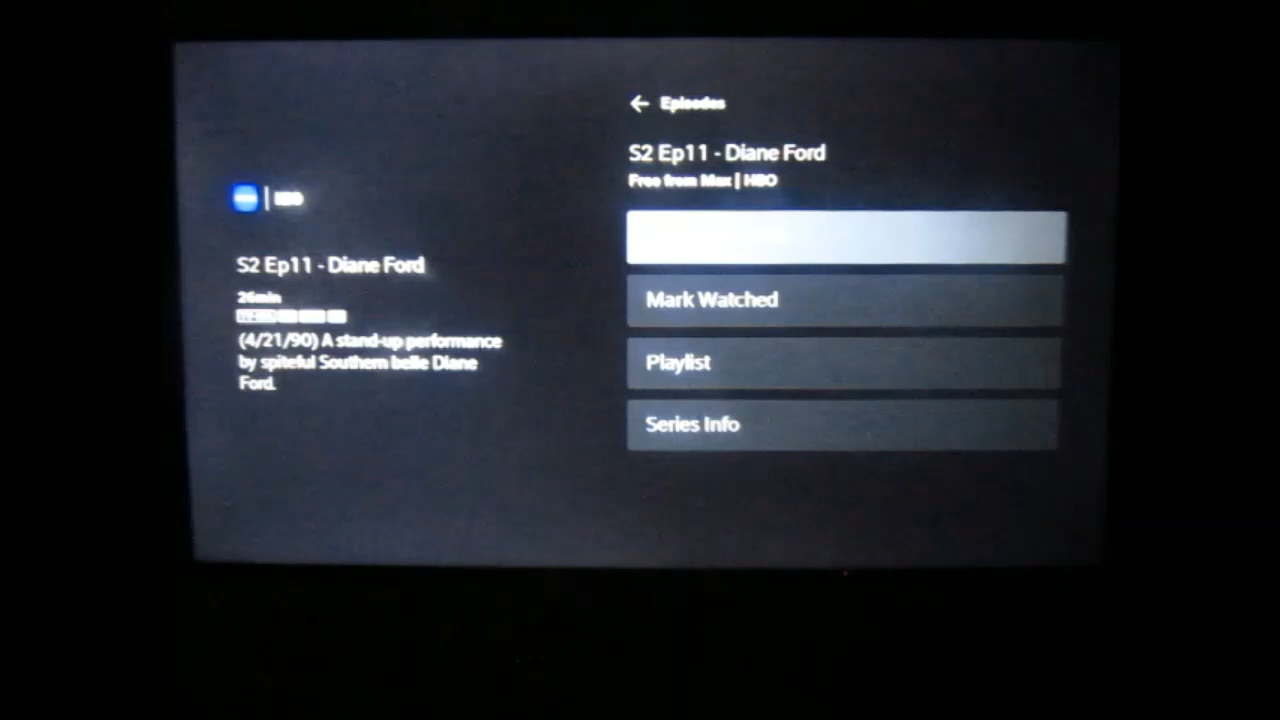 HBO
S2 Ep11 - Diane Ford
26min
(4/21/90) A stand-up performance
by spiteful Southern belle Diane
Ford.
← Episodes
S2 Ep11 - Diane Ford
Free from Max | HBO
Mark Watched
Playlist
Series Info